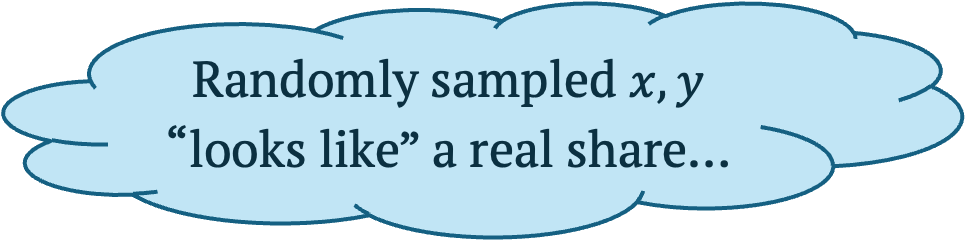 Randomly sampled x, y
“looks like” a real share...